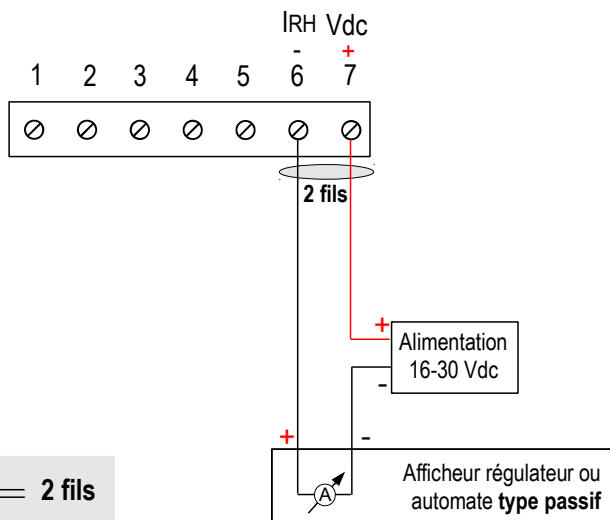 IRH Vdc
- +
1 2 3 4 5 6 7
2 fils
+
Alimentation
16-30 Vdc
-
+ -
A
Afficheur régulateur ou
automate type passif
= 2 fils